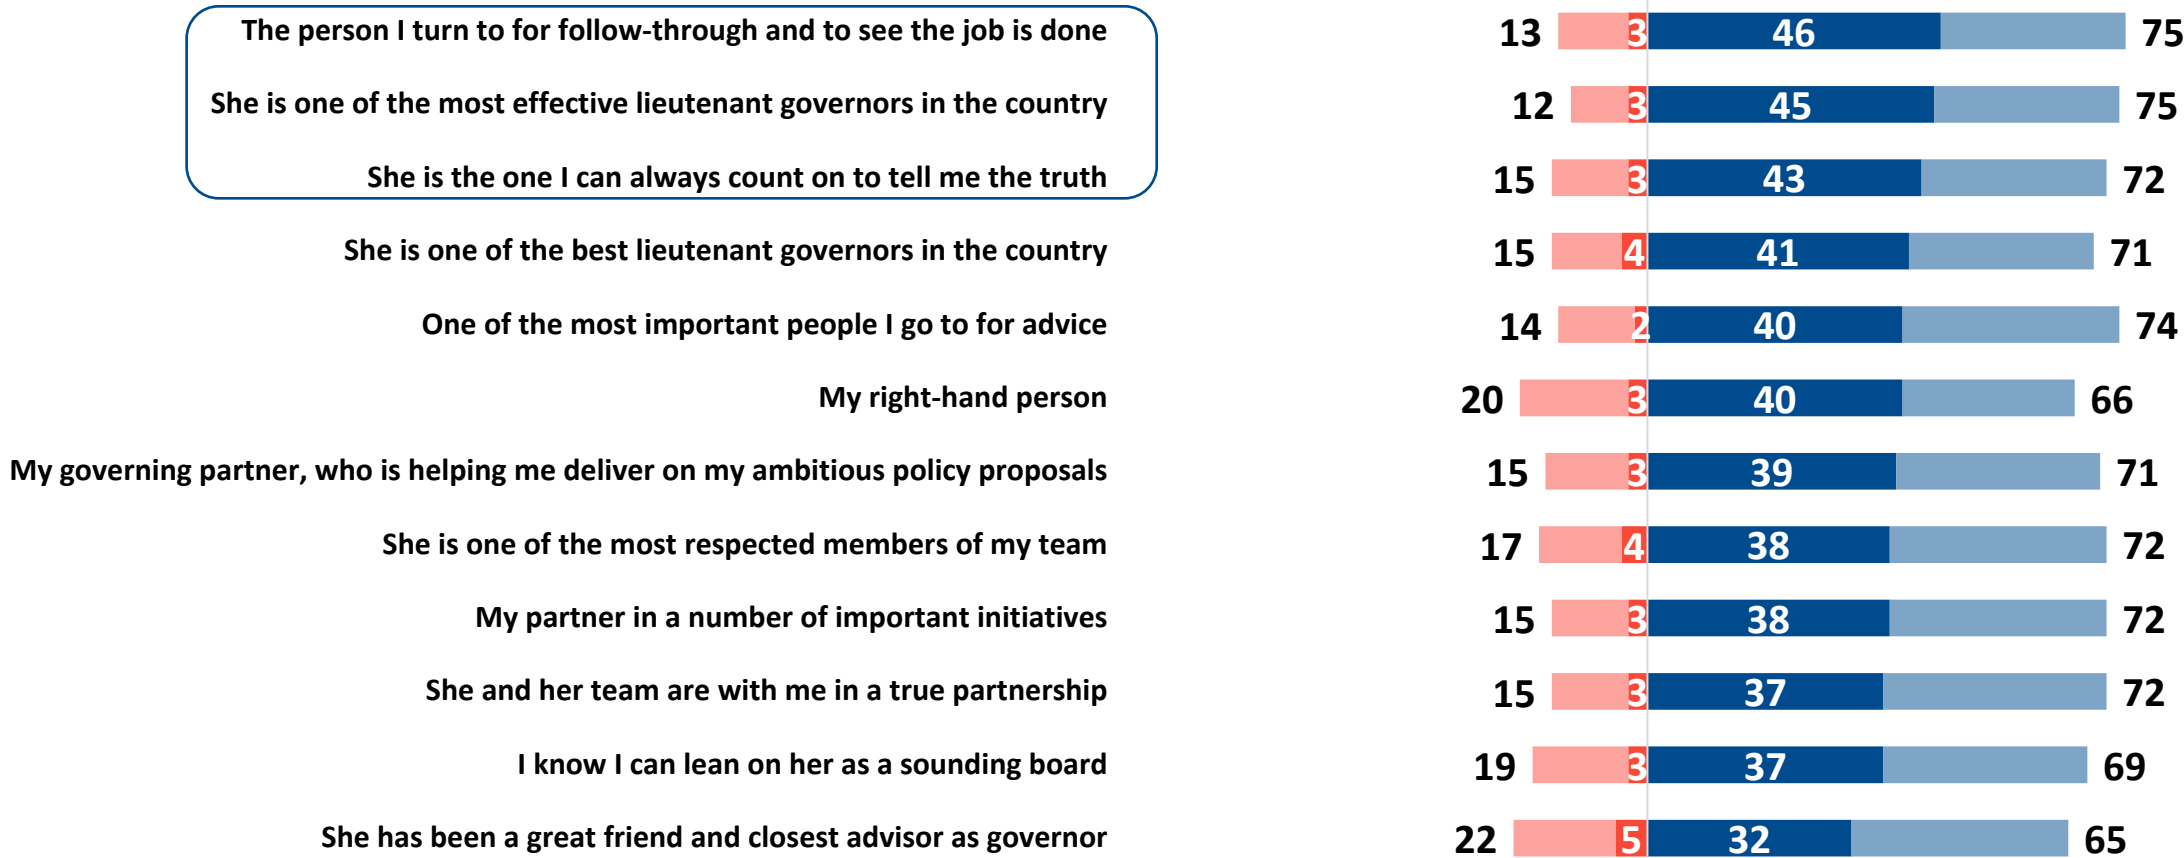 The person I turn to for follow-through and to see the job is done 13 3 46 75
She is one of the most effective lieutenant governors in the country 12 3 45 75
She is the one I can always count on to tell me the truth 15 3 43 72
She is one of the best lieutenant governors in the country 15 4 41 71
One of the most important people I go to for advice 14 2 40 74
My right-hand person 20 3 40 66
My governing partner, who is helping me deliver on my ambitious policy proposals 15 3 39 71
She is one of the most respected members of my team 17 4 38 72
My partner in a number of important initiatives 15 3 38 72
She and her team are with me in a true partnership 15 3 37 72
I know I can lean on her as a sounding board 19 3 37 69
She has been a great friend and closest advisor as governor 22 5 32 65